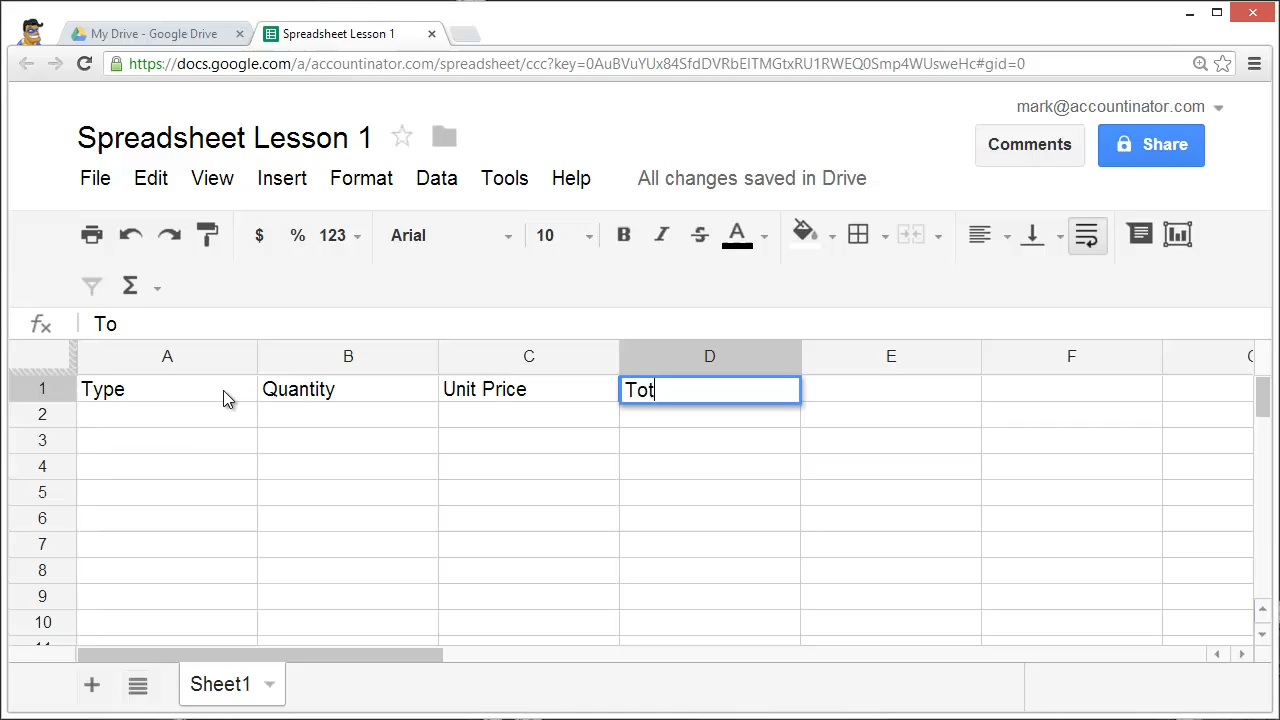 My Drive - Google Drive
Spreadsheet Lesson 1
https://docs.google.com/a/accountinator.com/spreadsheet/ccc?key=0AuBVuYUx84SfdDVRbElTMGtxRU1RWEQ0Smp4WUsweHc#gid=0
mark@accountinator.com
Spreadsheet Lesson 1
Comments
Share
File Edit View Insert Format Data Tools Help All changes saved in Drive
$ % 123 Arial 10 B I S A
Σ
fx To
A B C D E F
1 Type Quantity Unit Price Tot
2
3
4
5
6
7
8
9
10
+ Sheet1